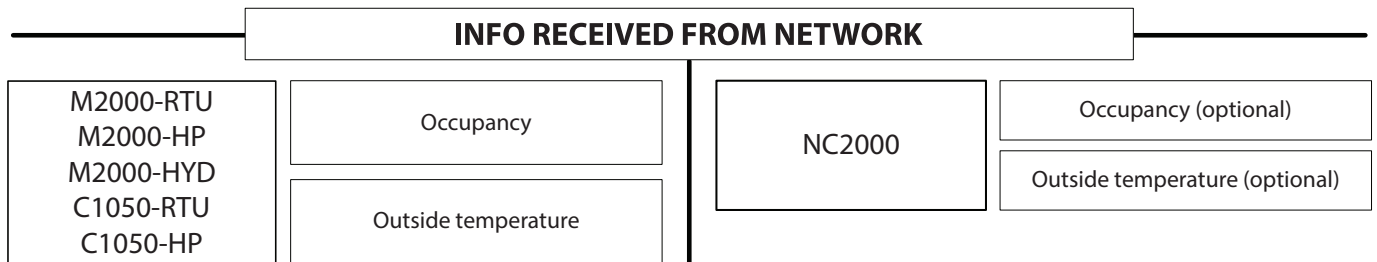 INFO RECEIVED FROM NETWORK
M2000-RTU
M2000-HP
M2000-HYD
C1050-RTU
C1050-HP
Occupancy
Outside temperature
NC2000
Occupancy (optional)
Outside temperature (optional)